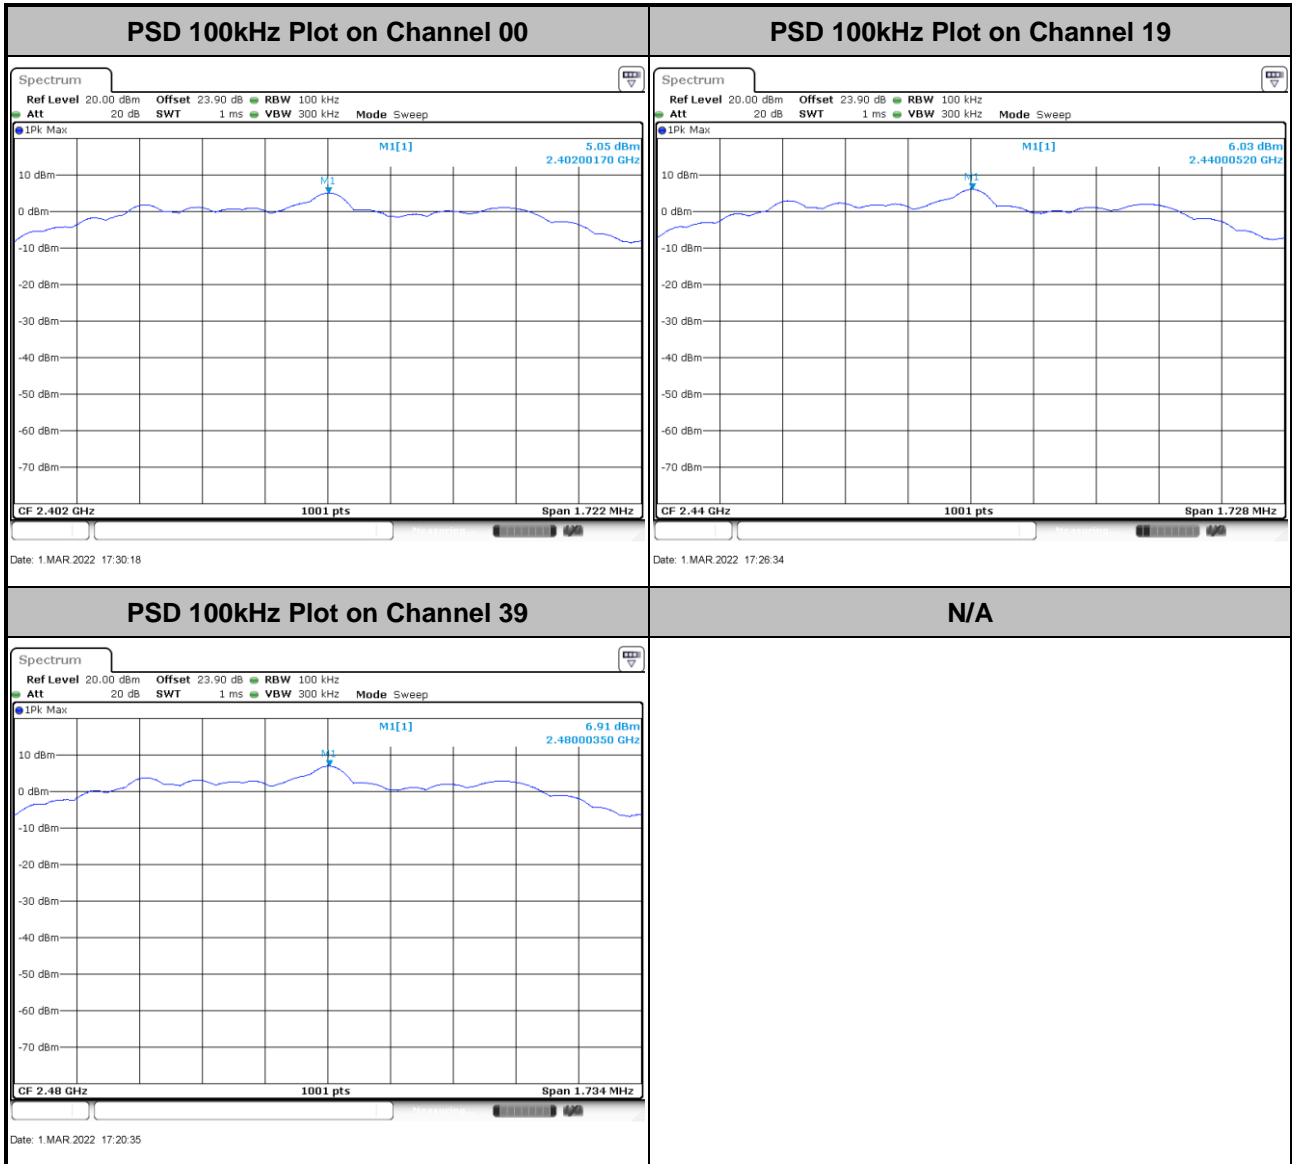 PSD 100kHz Plot on Channel 00
Spectrum
Ref Level 20.00 dBm Offset 23.90 dB RBW 100 kHz
Att 20 dB SWT 1 ms VBW 300 kHz Mode Sweep
1Pk Max
M1[1] 5.05 dBm
2.40200170 GHz
M1
10 dBm
0 dBm
-10 dBm
-20 dBm
-30 dBm
-40 dBm
-50 dBm
-60 dBm
-70 dBm
CF 2.402 GHz 1001 pts Span 1.722 MHz
Measuring
Date: 1.MAR.2022 17:30:18
PSD 100kHz Plot on Channel 19
Spectrum
Ref Level 20.00 dBm Offset 23.90 dB RBW 100 kHz
Att 20 dB SWT 1 ms VBW 300 kHz Mode Sweep
1Pk Max
M1[1] 6.03 dBm
2.44000520 GHz
M1
10 dBm
0 dBm
-10 dBm
-20 dBm
-30 dBm
-40 dBm
-50 dBm
-60 dBm
-70 dBm
CF 2.44 GHz 1001 pts Span 1.728 MHz
Measuring
Date: 1.MAR.2022 17:26:34
PSD 100kHz Plot on Channel 39
Spectrum
Ref Level 20.00 dBm Offset 23.90 dB RBW 100 kHz
Att 20 dB SWT 1 ms VBW 300 kHz Mode Sweep
1Pk Max
M1[1] 6.91 dBm
2.48000350 GHz
M1
10 dBm
0 dBm
-10 dBm
-20 dBm
-30 dBm
-40 dBm
-50 dBm
-60 dBm
-70 dBm
CF 2.48 GHz 1001 pts Span 1.734 MHz
Measuring
Date: 1.MAR.2022 17:20:35
N/A